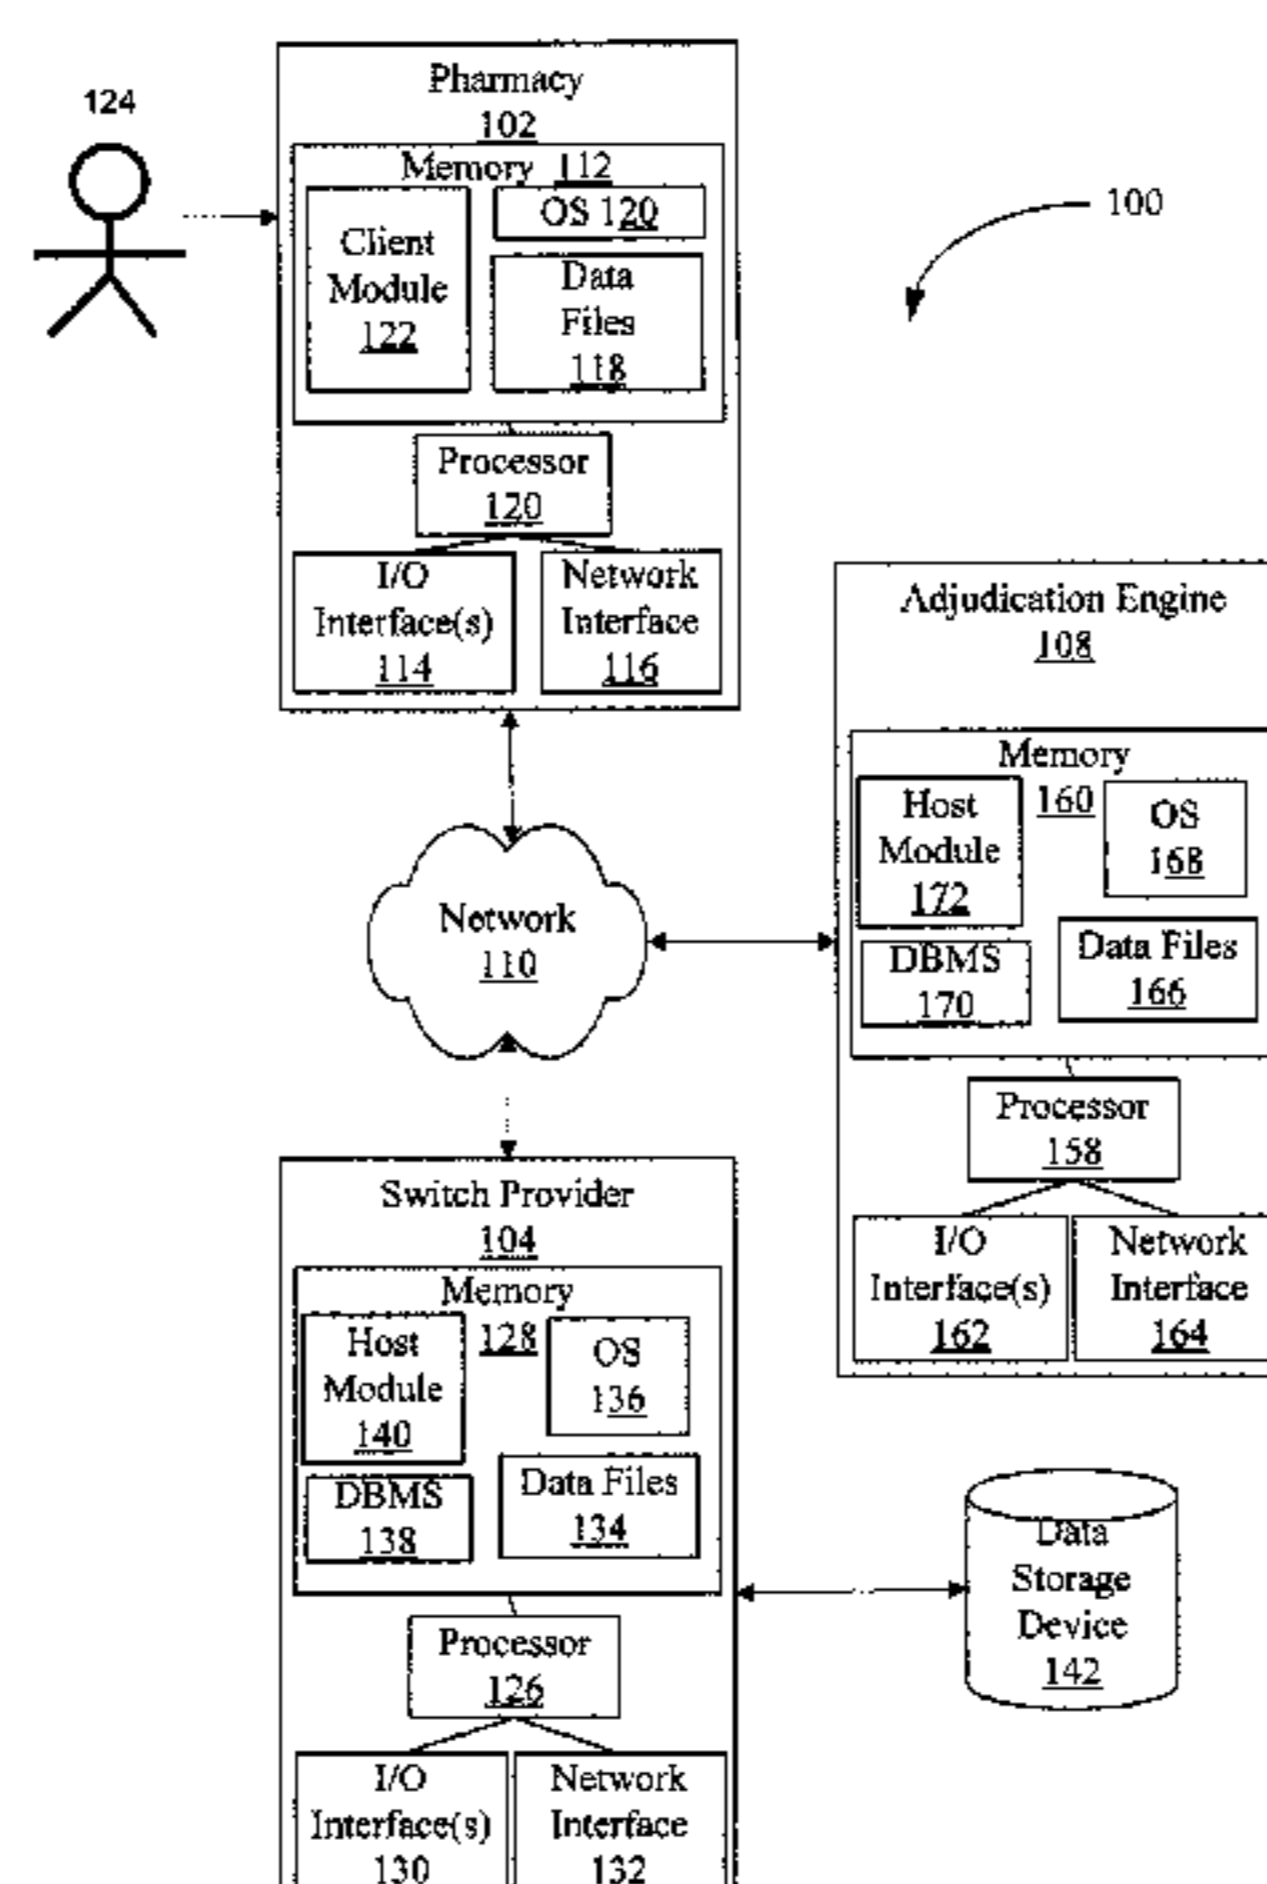 124
Pharmacy
102
Memory 112
Client
Module
122
OS 120
Data
Files
118
Processor
120
I/O
Interface(s)
114
Network
Interface
116
100
Adjudication Engine
108
Memory
160
Host
Module
172
OS
168
DBMS
170
Data Files
166
Processor
158
I/O
Interface(s)
162
Network
Interface
164
Network
110
Switch Provider
104
Memory
128
Host
Module
140
OS
136
DBMS
138
Data Files
134
Processor
126
I/O
Interface(s)
130
Network
Interface
132
Data
Storage
Device
142